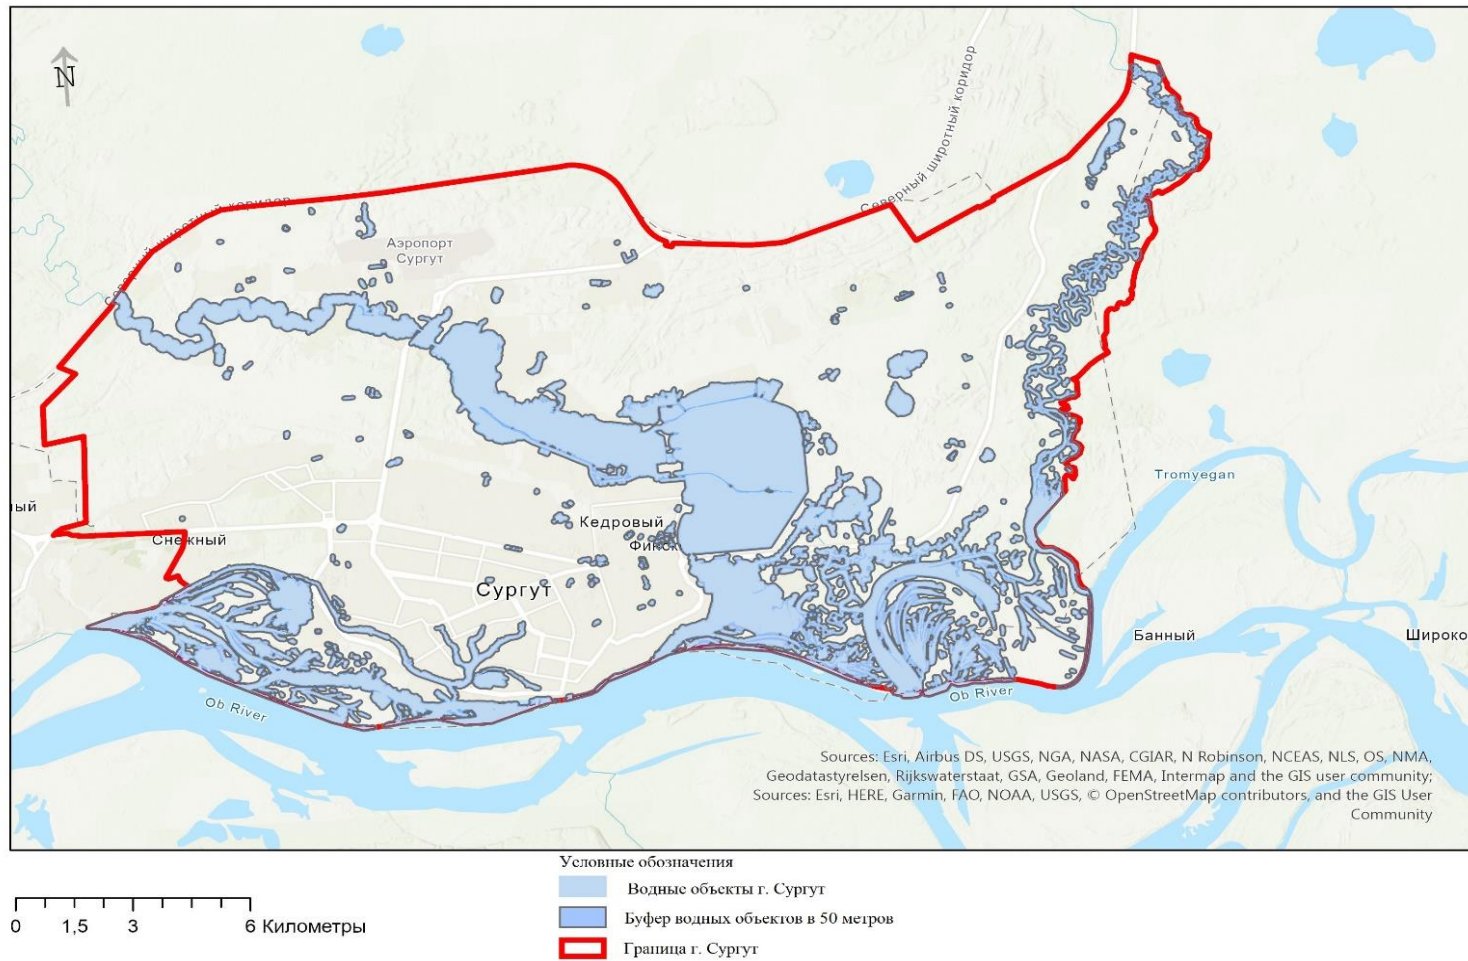 N
Северный широтный коридор
Северный широтный коридор
Аэропорт
Сургут
Tromyegan
ный
Снежный
Кедровый
Фикс
Сургут
Банный
Широко
Ob River
Ob River
Sources: Esri, Airbus DS, USGS, NGA, NASA, CGIAR, N Robinson, NCEAS, NLS, OS, NMA,
Geodatastyrelsen, Rijkswaterstaat, GSA, Geoland, FEMA, Intermap and the GIS user community;
Sources: Esri, HERE, Garmin, FAO, NOAA, USGS, © OpenStreetMap contributors, and the GIS User
Community
Условные обозначения
Водные объекты г. Сургут
Буфер водных объектов в 50 метров
Граница г. Сургут
0 1,5 3 6 Километры